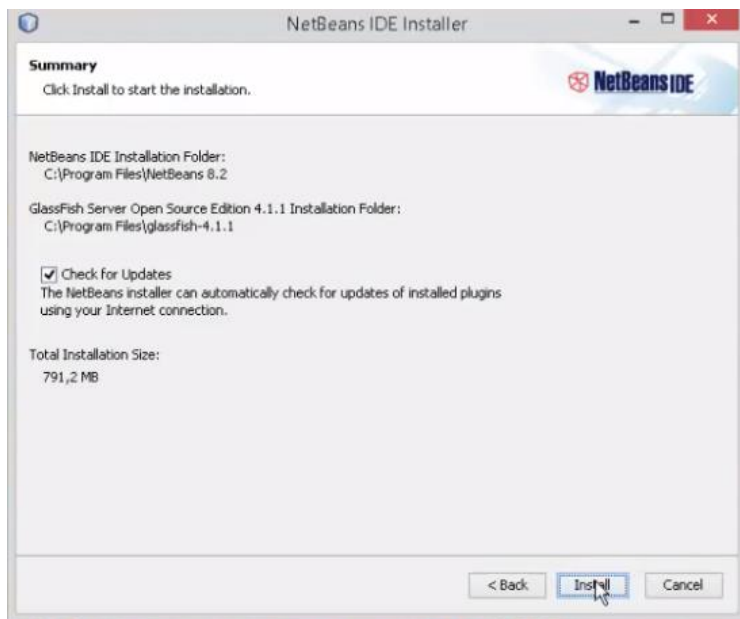 NetBeans IDE Installer
Summary
Click Install to start the installation.
NetBeans IDE
NetBeans IDE Installation Folder:
C:\Program Files\NetBeans 8.2
GlassFish Server Open Source Edition 4.1.1 Installation Folder:
C:\Program Files\glassfish-4.1.1
Check for Updates
The NetBeans installer can automatically check for updates of installed plugins
using your Internet connection.
Total Installation Size:
791,2 MB
< Back Install Cancel